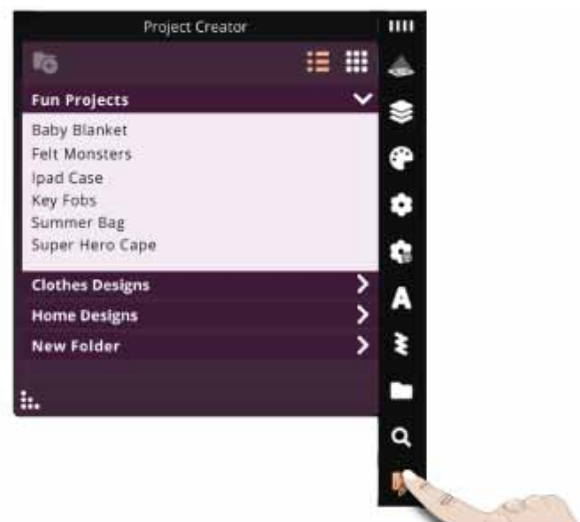 Project Creator
Fun Projects
Baby Blanket
Felt Monsters
Ipad Case
Key Fobs
Summer Bag
Super Hero Cape
Clothes Designs
Home Designs
New Folder
A